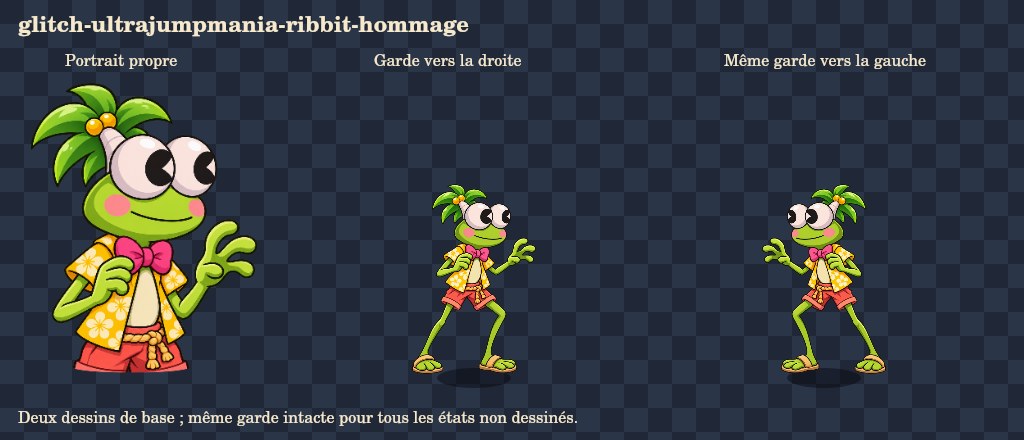 glitch-ultrajumpmania-ribbit-hommage
Portrait propre
Garde vers la droite
Même garde vers la gauche
Deux dessins de base ; même garde intacte pour tous les états non dessinés.